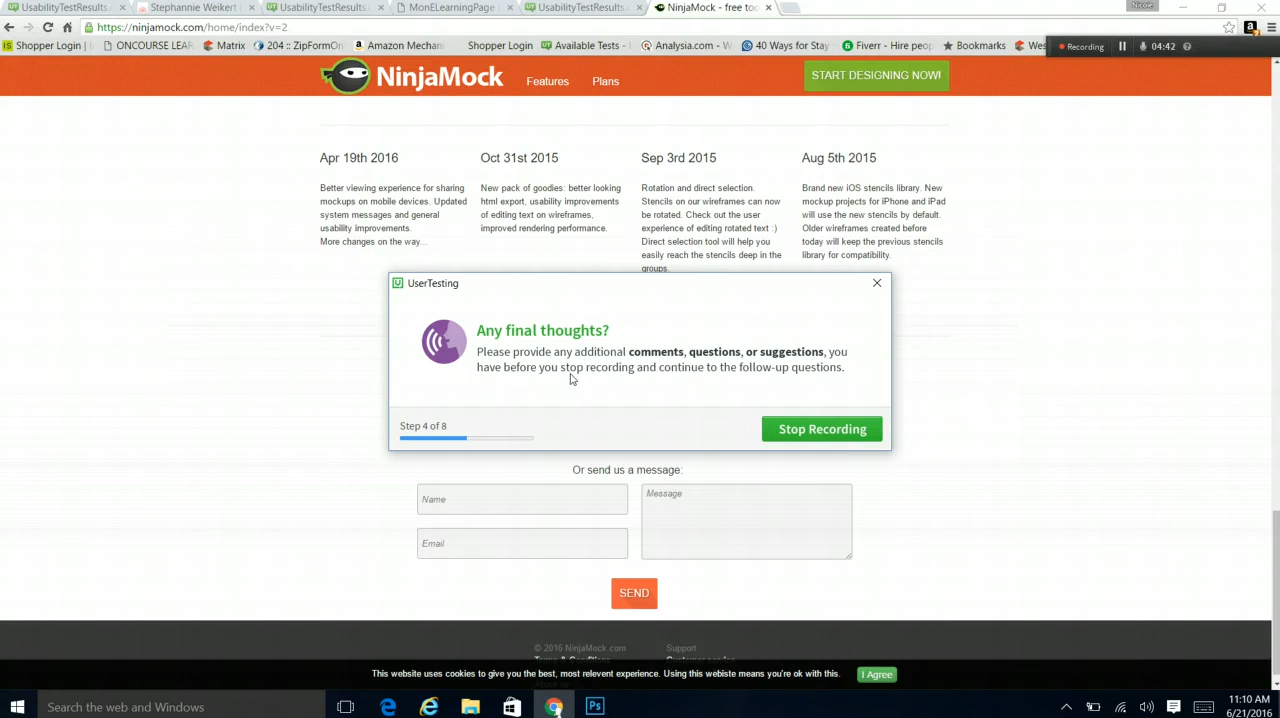 UsabilityTestResults.
Stephannie Weikert
UsabilityTestResults.
MonELearningPage
UsabilityTestResults.
NinjaMock - free too
Nicole
https://ninjamock.com/home/index?v=2
Shopper Login
ONCOURSE LEAR
Matrix
204 :: ZipFormOn
Amazon Mechani
Shopper Login
Available Tests -
Analysia.com - W
40 Ways for Stay
Fiverr - Hire peop
Bookmarks
Wes
Recording
04:42
NinjaMock
Features
Plans
START DESIGNING NOW!
Apr 19th 2016
Better viewing experience for sharing
mockups on mobile devices. Updated
system messages and general
usability improvements.
More changes on the way...
Oct 31st 2015
New pack of goodies: better looking
html export, usability improvements
of editing text on wireframes,
improved rendering performance.
Sep 3rd 2015
Rotation and direct selection.
Stencils on our wireframes can now
be rotated. Check out the user
experience of editing rotated text :)
Direct selection tool will help you
easily reach the stencils deep in the
groups.
Aug 5th 2015
Brand new iOS stencils library. New
mockup projects for iPhone and iPad
will use the new stencils by default.
Older wireframes created before
today will keep the previous stencils
library for compatibility.
UserTesting
Any final thoughts?
Please provide any additional comments, questions, or suggestions, you
have before you stop recording and continue to the follow-up questions.
Step 4 of 8
Stop Recording
Or send us a message:
Name
Message
Email
SEND
© 2016 NinjaMock.com
Support
Terms & Conditions
Customer service
This website uses cookies to give you the best, most relevent experience. Using this webiste means you're ok with this.
I Agree
Search the web and Windows
Ps
11:10 AM
6/21/2016